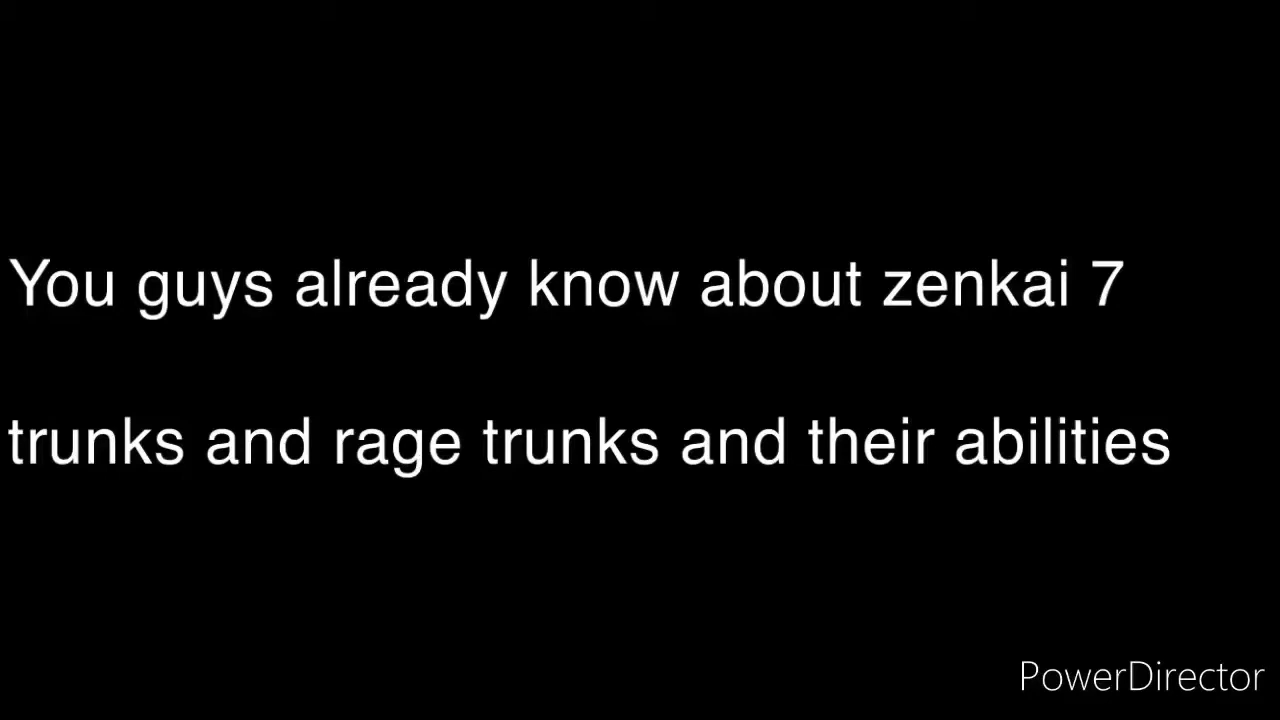 You guys already know about zenkai 7
trunks and rage trunks and their abilities
PowerDirector